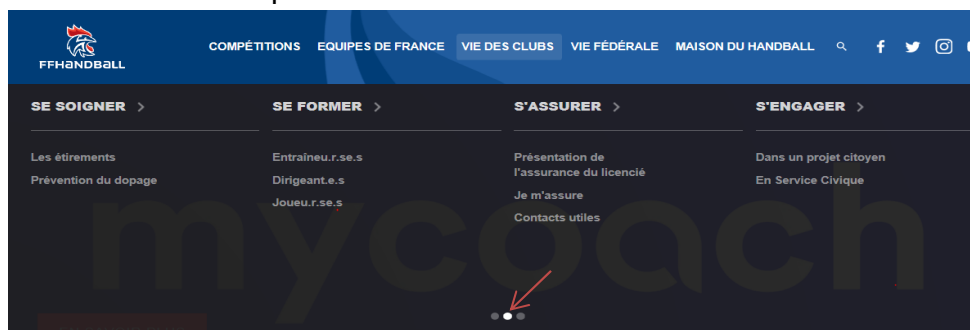 COMPÉTITIONS EQUIPES DE FRANCE VIE DES CLUBS VIE FÉDÉRALE MAISON DU HANDBALL
FFHANDBALL
SE SOIGNER >
Les étirements
Prévention du dopage
SE FORMER >
Entraîneu.r.se.s
Dirigeant.e.s
Joueu.r.se.s
S'ASSURER >
Présentation de
l'assurance du licencié
Je m'assure
Contacts utiles
S'ENGAGER >
Dans un projet citoyen
En Service Civique
mycoach